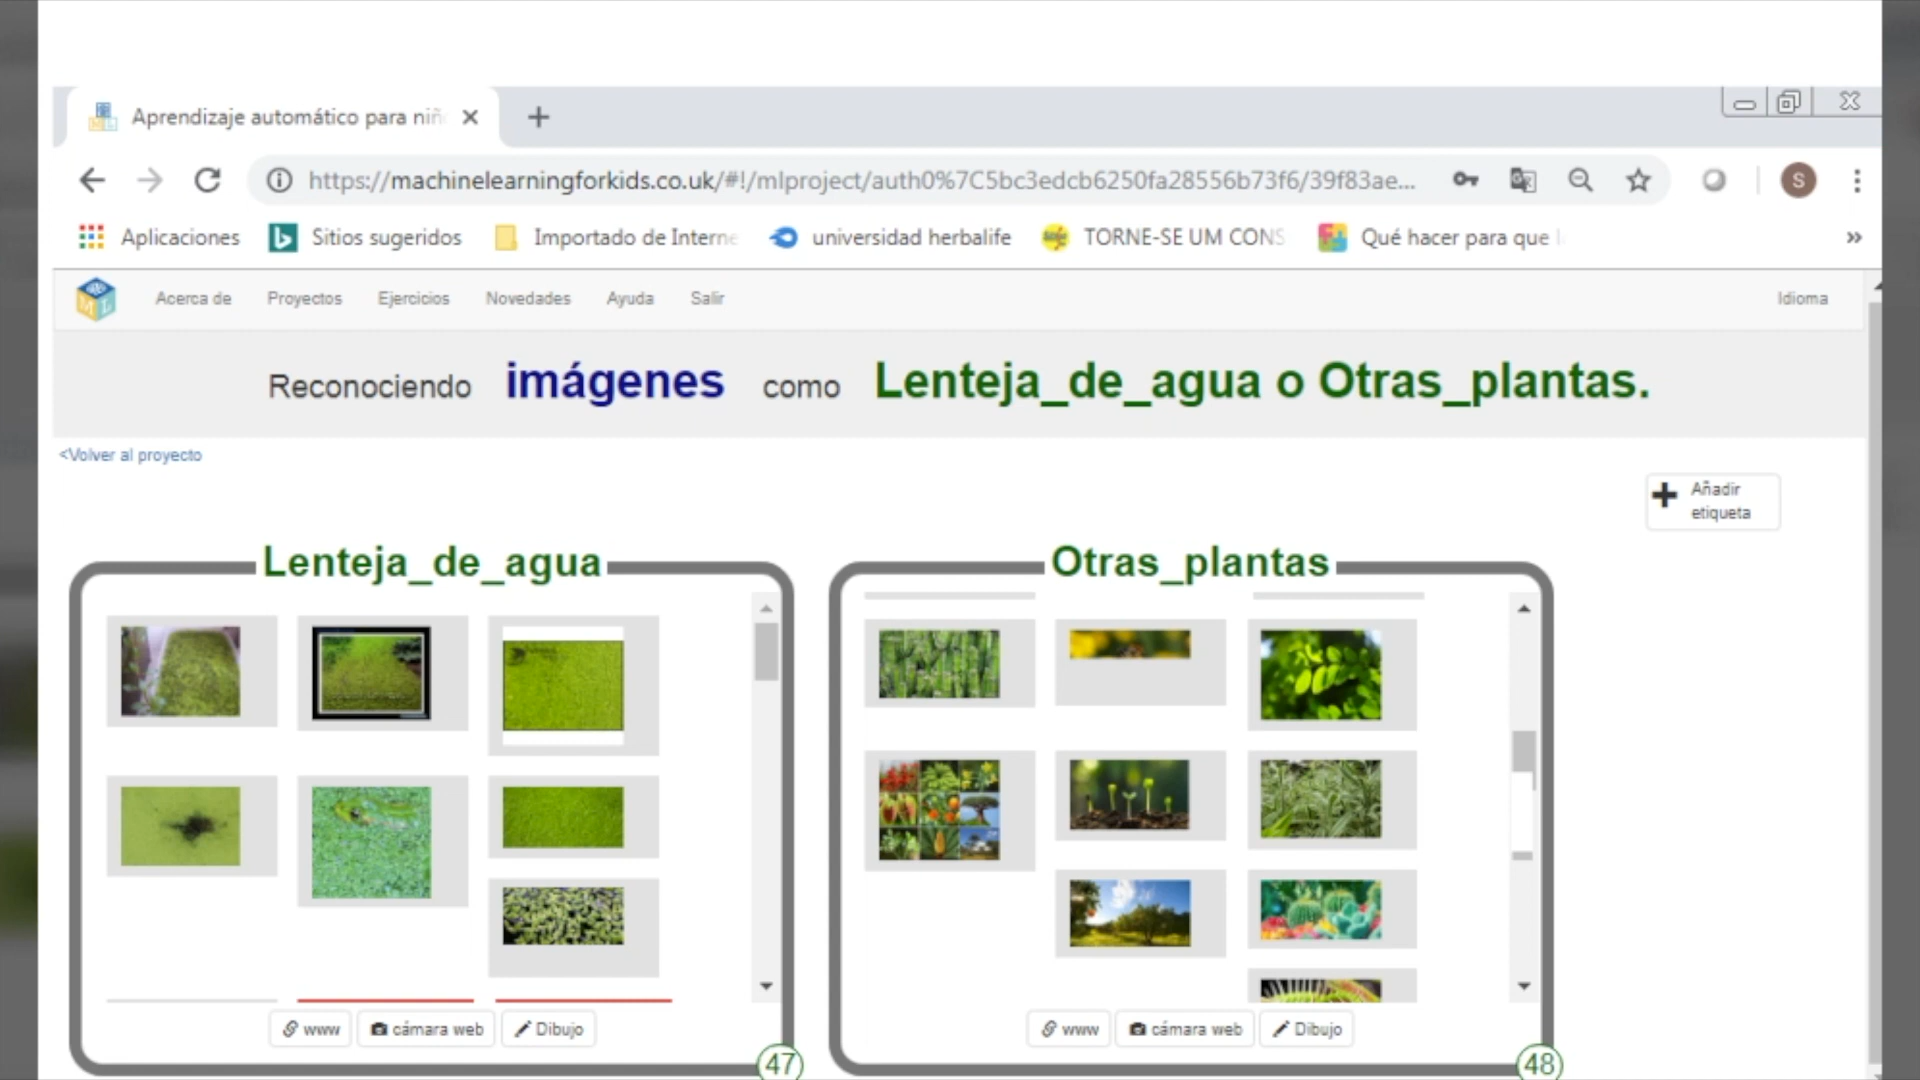 Aprendizaje automático para niñ
https://machinelearningforkids.co.uk/#!/mlproject/auth0%7C5bc3edcb6250fa28556b73f6/39f83ae...
S
Aplicaciones Sitios sugeridos Importado de Interne universidad herbalife TORNE-SE UM CONS Qué hacer para que l »
Acerca de Proyectos Ejercicios Novedades Ayuda Salir Idioma
Reconociendo imágenes como Lenteja_de_agua o Otras_plantas.
<Volver al proyecto
Añadir
etiqueta
Lenteja_de_agua Otras_plantas
www cámara web Dibujo www cámara web Dibujo
47 48